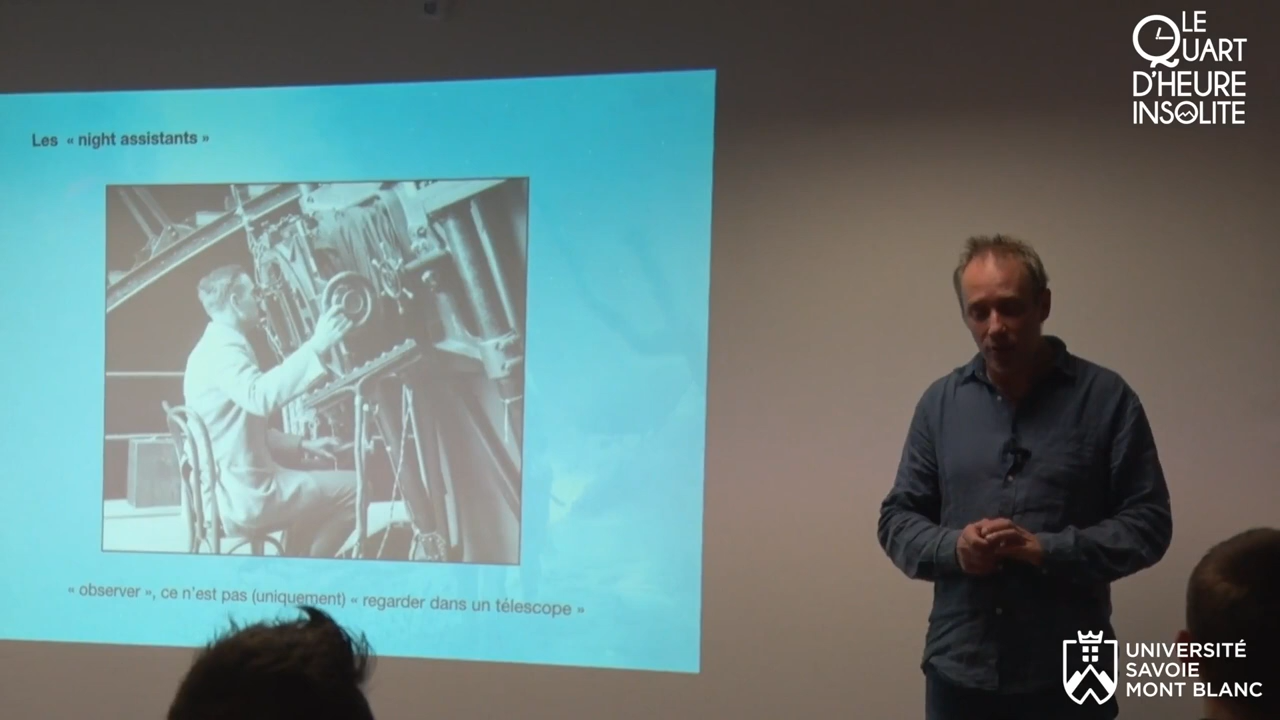 Les « night assistants »
« observer », ce n'est pas (uniquement) « regarder dans un télescope »
LE
QUART
D'HEURE
INSOLITE
UNIVERSITÉ
SAVOIE
MONT BLANC